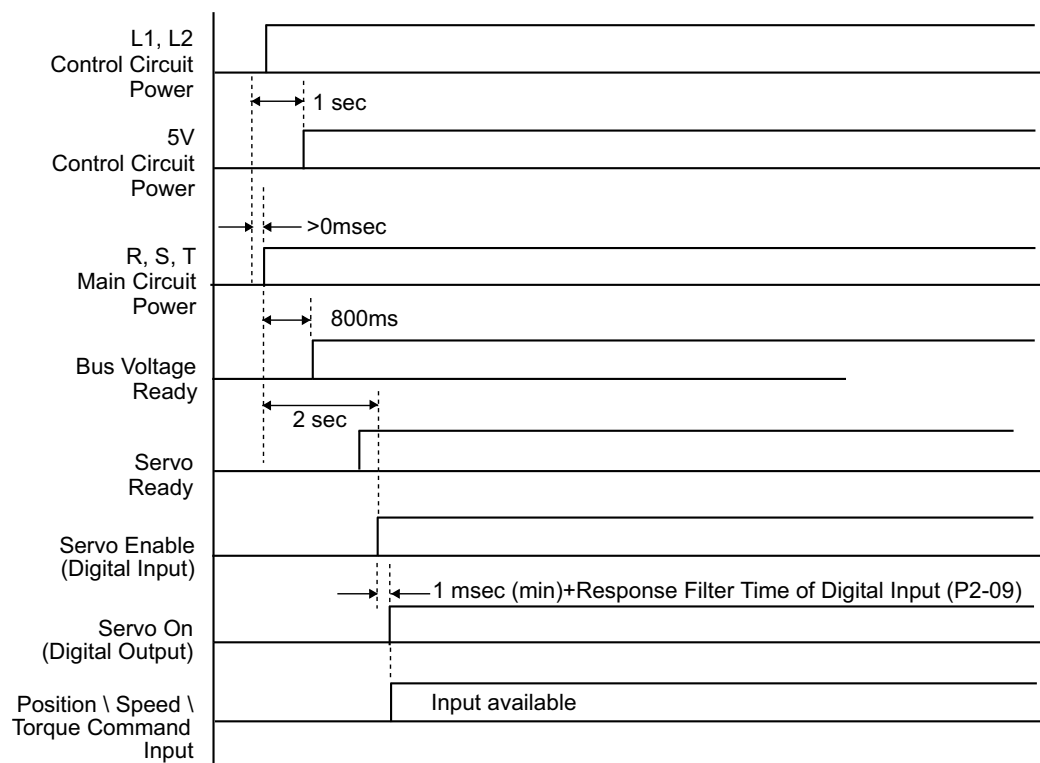 L1, L2
Control Circuit
Power
1 sec
5V
Control Circuit
Power
>0msec
R, S, T
Main Circuit
Power
800ms
Bus Voltage
Ready
2 sec
Servo
Ready
Servo Enable
(Digital Input)
1 msec (min)+Response Filter Time of Digital Input (P2-09)
Servo On
(Digital Output)
Position \ Speed \
Torque Command
Input
Input available